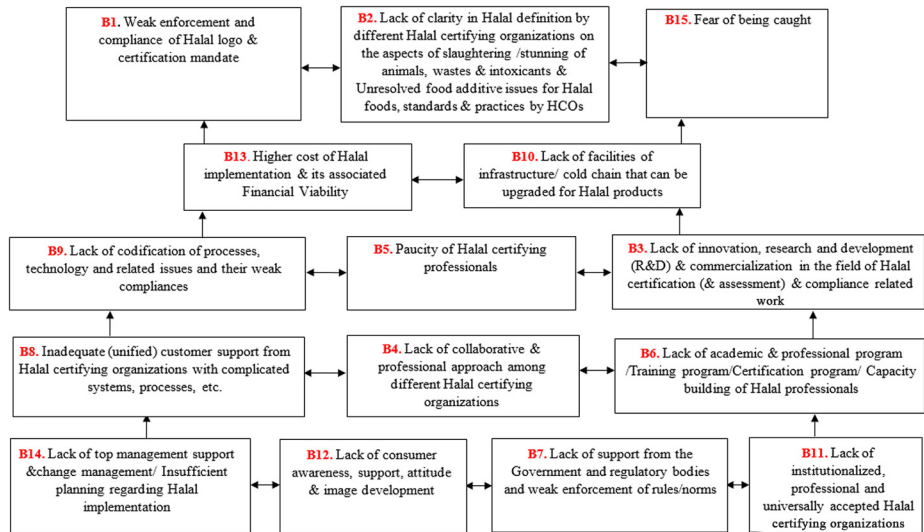 B1. Weak enforcement and
compliance of Halal logo &
certification mandate
B2. Lack of clarity in Halal definition by
different Halal certifying organizations on
the aspects of slaughtering /stunning of
animals, wastes & intoxicants &
Unresolved food additive issues for Halal
foods, standards & practices by HCOs
B15. Fear of being caught
B13. Higher cost of Halal
implementation & its associated
Financial Viability
B10. Lack of facilities of
infrastructure/ cold chain that can be
upgraded for Halal products
B9. Lack of codification of processes,
technology and related issues and their weak
compliances
B5. Paucity of Halal certifying
professionals
B3. Lack of innovation, research and development
(R&D) & commercialization in the field of Halal
certification (& assessment) & compliance related
work
B8. Inadequate (unified) customer support from
Halal certifying organizations with complicated
systems, processes, etc.
B4. Lack of collaborative &
professional approach among
different Halal certifying
organizations
B6. Lack of academic & professional program
/Training program/Certification program/ Capacity
building of Halal professionals
B14. Lack of top management support
&change management/ Insufficient
planning regarding Halal
implementation
B12. Lack of consumer
awareness, support, attitude
& image development
B7. Lack of support from the
Government and regulatory bodies
and weak enforcement of rules/norms
B11. Lack of
institutionalized,
professional and
universally accepted Halal
certifying organizations